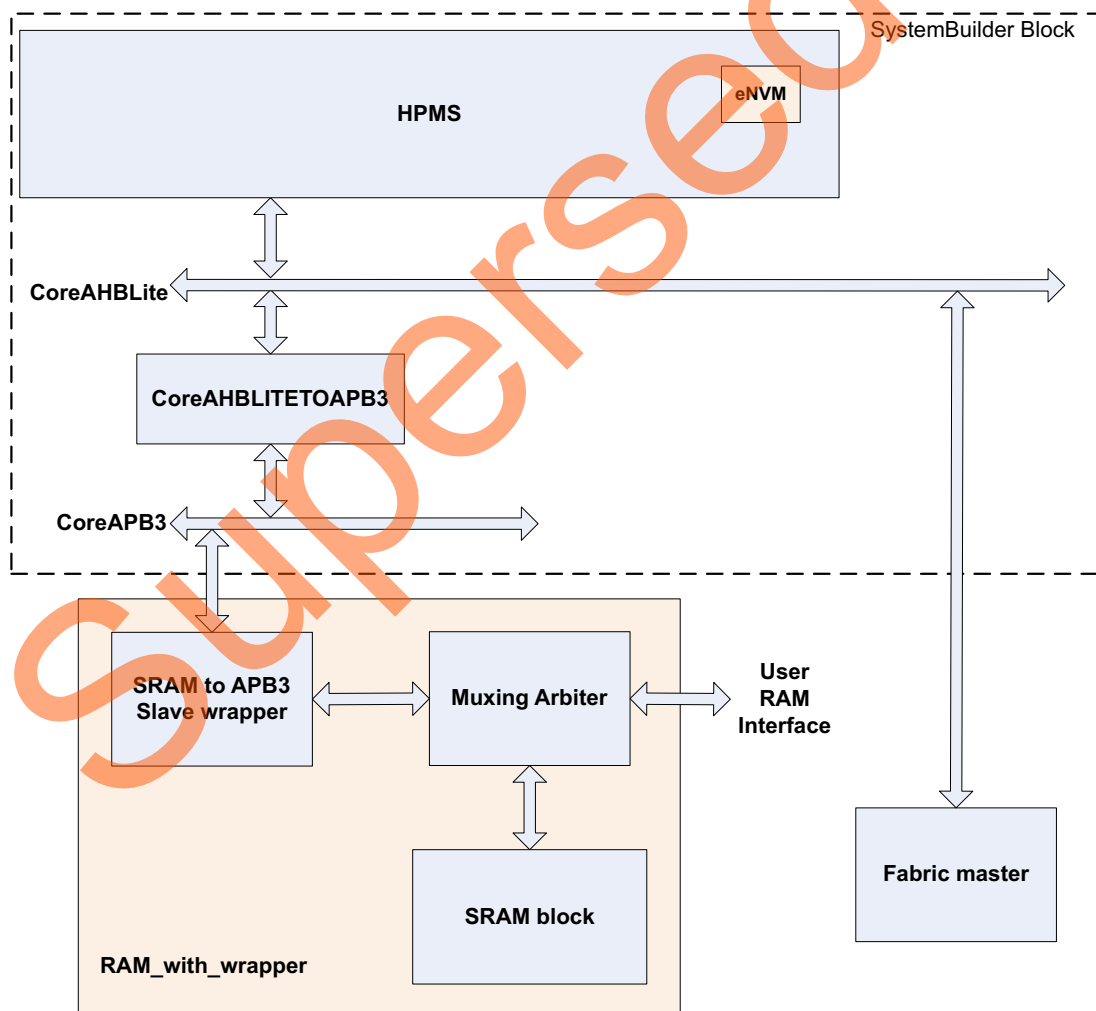 SystemBuilder Block
eNVM
HPMS
CoreAHBLite
CoreAHBLITETOAPB3
CoreAPB3
SRAM to APB3
Slave wrapper
Muxing Arbiter
User
RAM
Interface
Fabric master
SRAM block
RAM_with_wrapper
Supersed